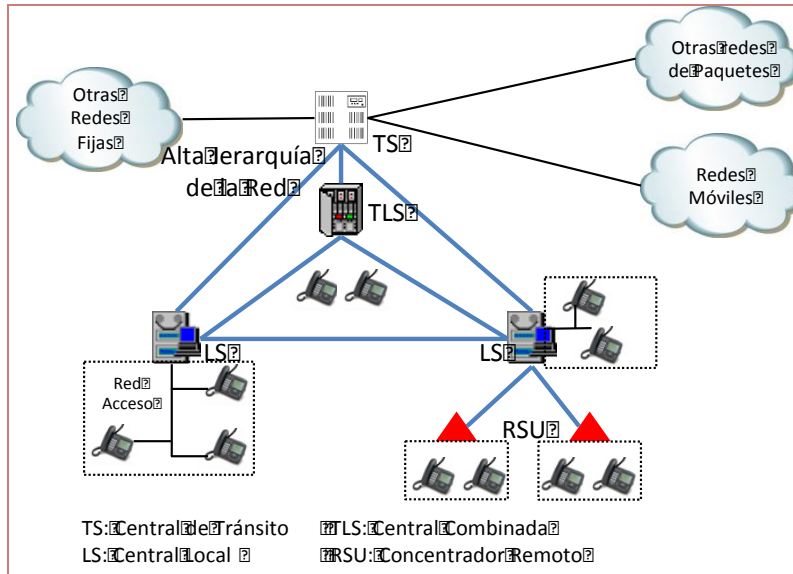 Otras redes
de Paquetes
Otras
Redes
Fijas
TS
Alta Jerarquía
de la Red
Redes
Móviles
TLS
LS
LS
Red
Acceso
RSU
TS: Central de Tránsito TLS: Central Combinada
LS: Central Local RSU: Concentrador Remoto